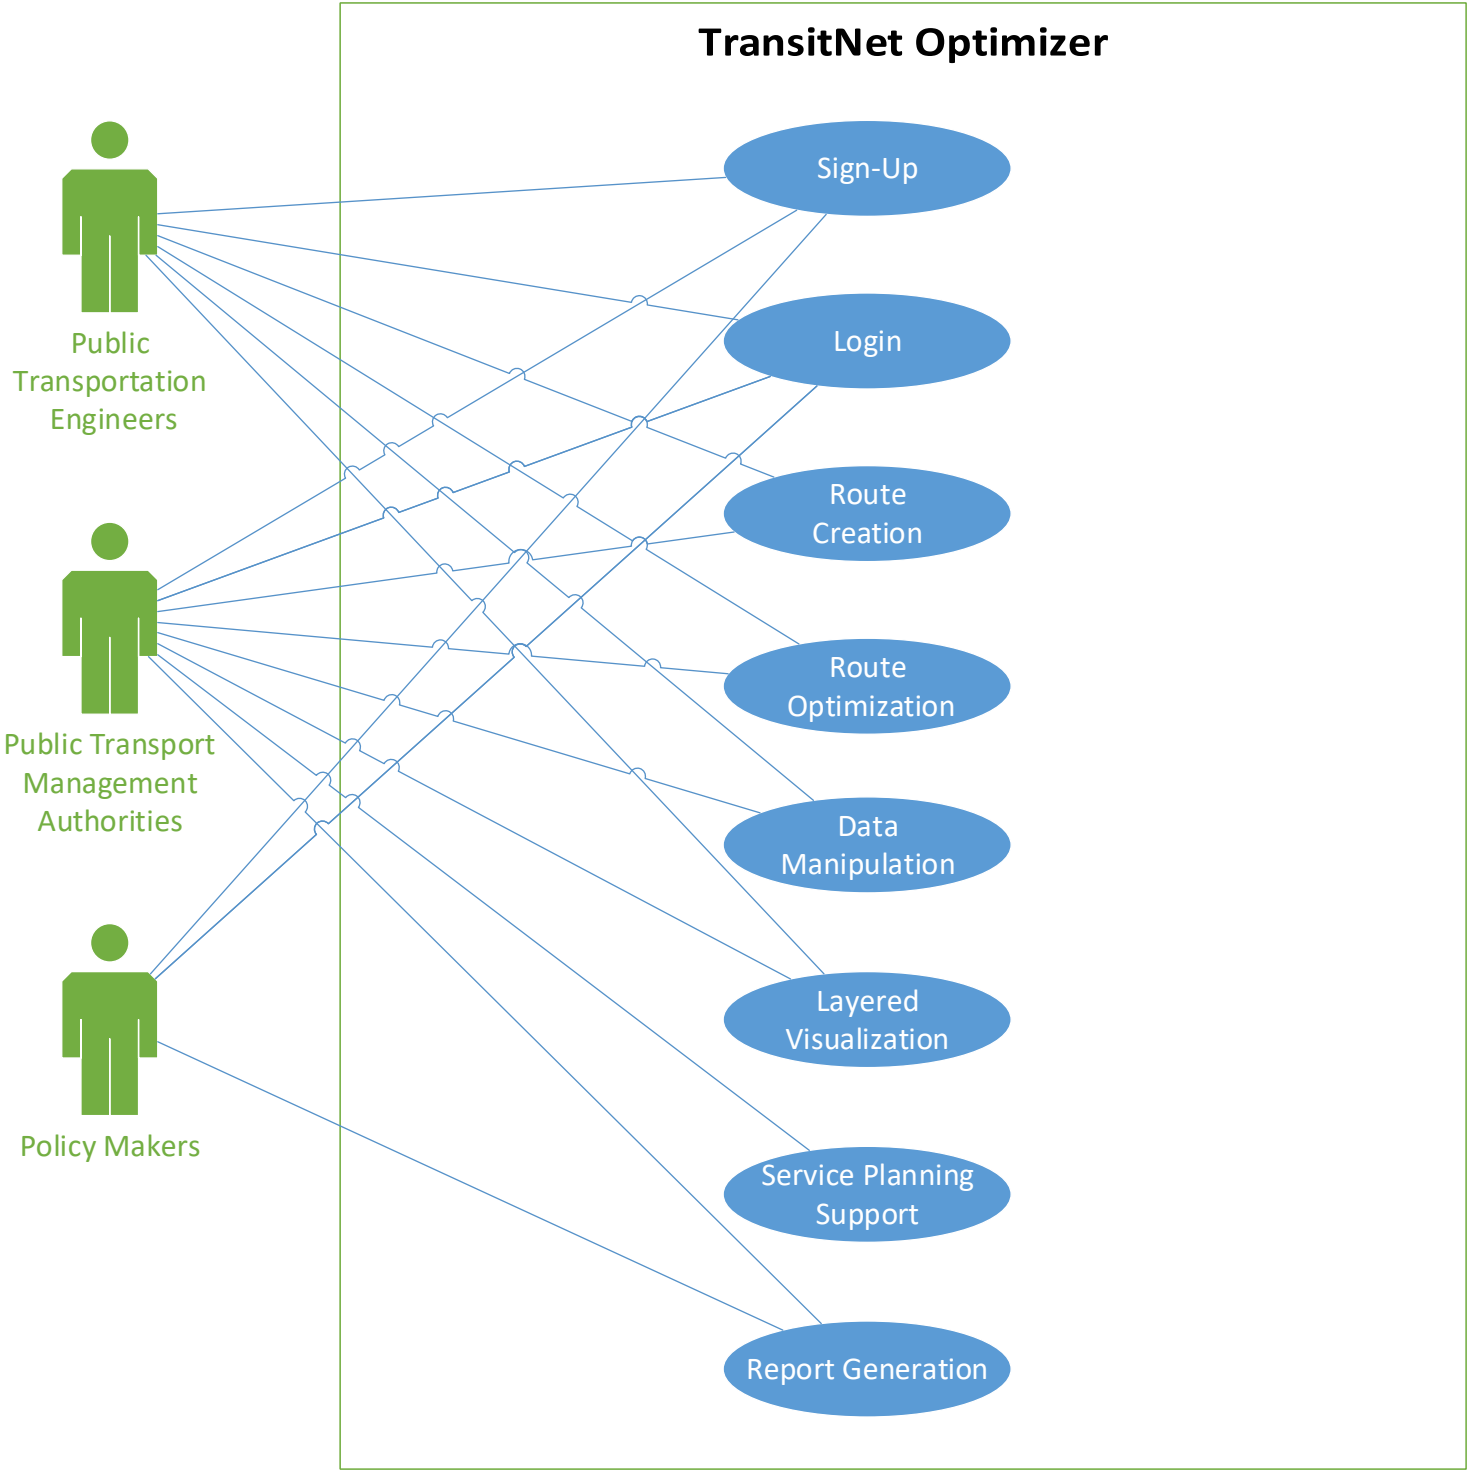 TransitNet Optimizer
Public
Transportation
Engineers
Public Transport
Management
Authorities
Policy Makers
Sign-Up
Login
Route
Creation
Route
Optimization
Data
Manipulation
Layered
Visualization
Service Planning
Support
Report Generation